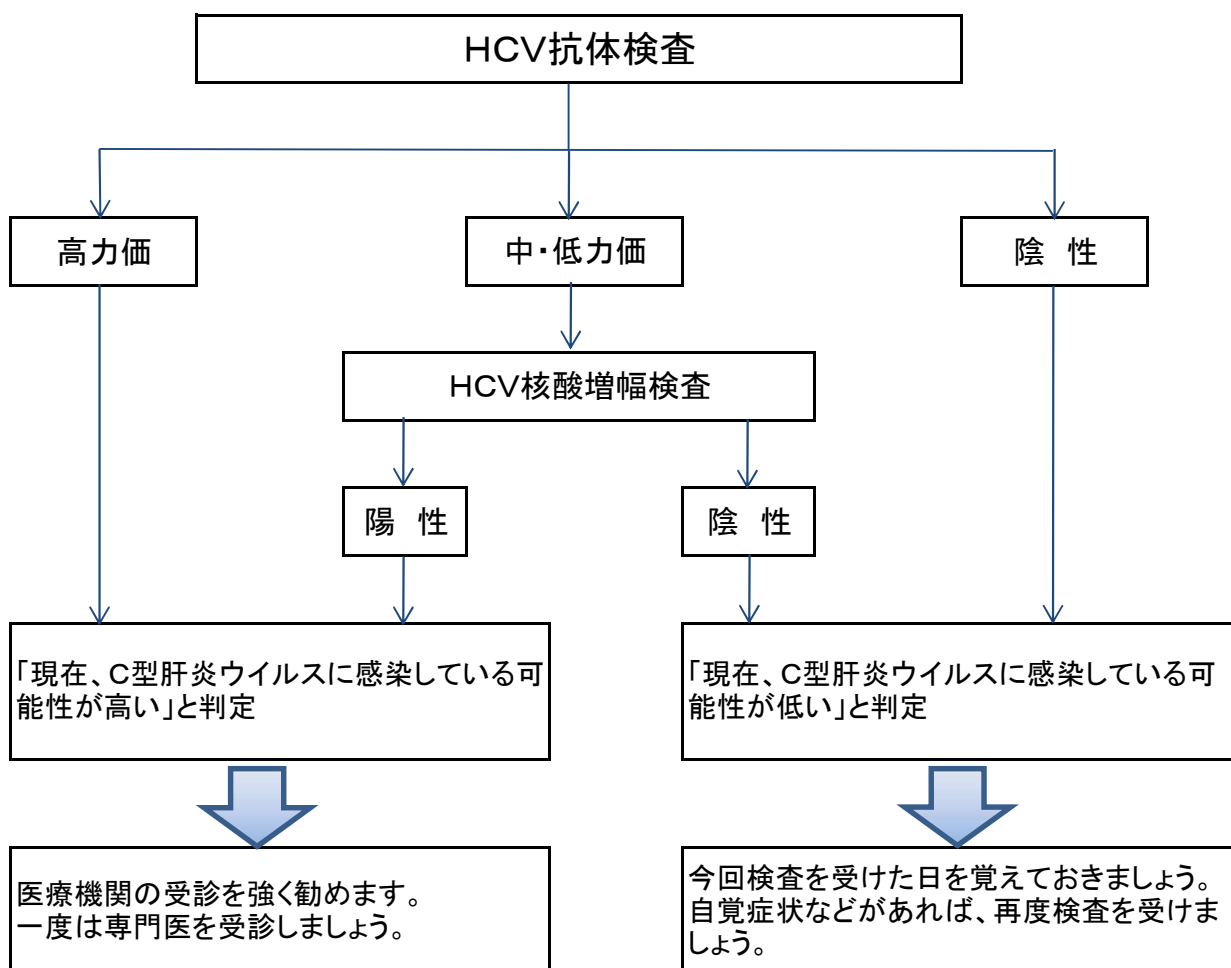 HCV抗体検査
高力価
中・低力価
陰 性
HCV核酸増幅検査
陽 性
陰 性
「現在、C型肝炎ウイルスに感染している可
能性が高い」と判定
「現在、C型肝炎ウイルスに感染している可
能性が低い」と判定
医療機関の受診を強く勧めます。
一度は専門医を受診しましょう。
今回検査を受けた日を覚えておきましょう。
自覚症状などがあれば、再度検査を受けま
しょう。